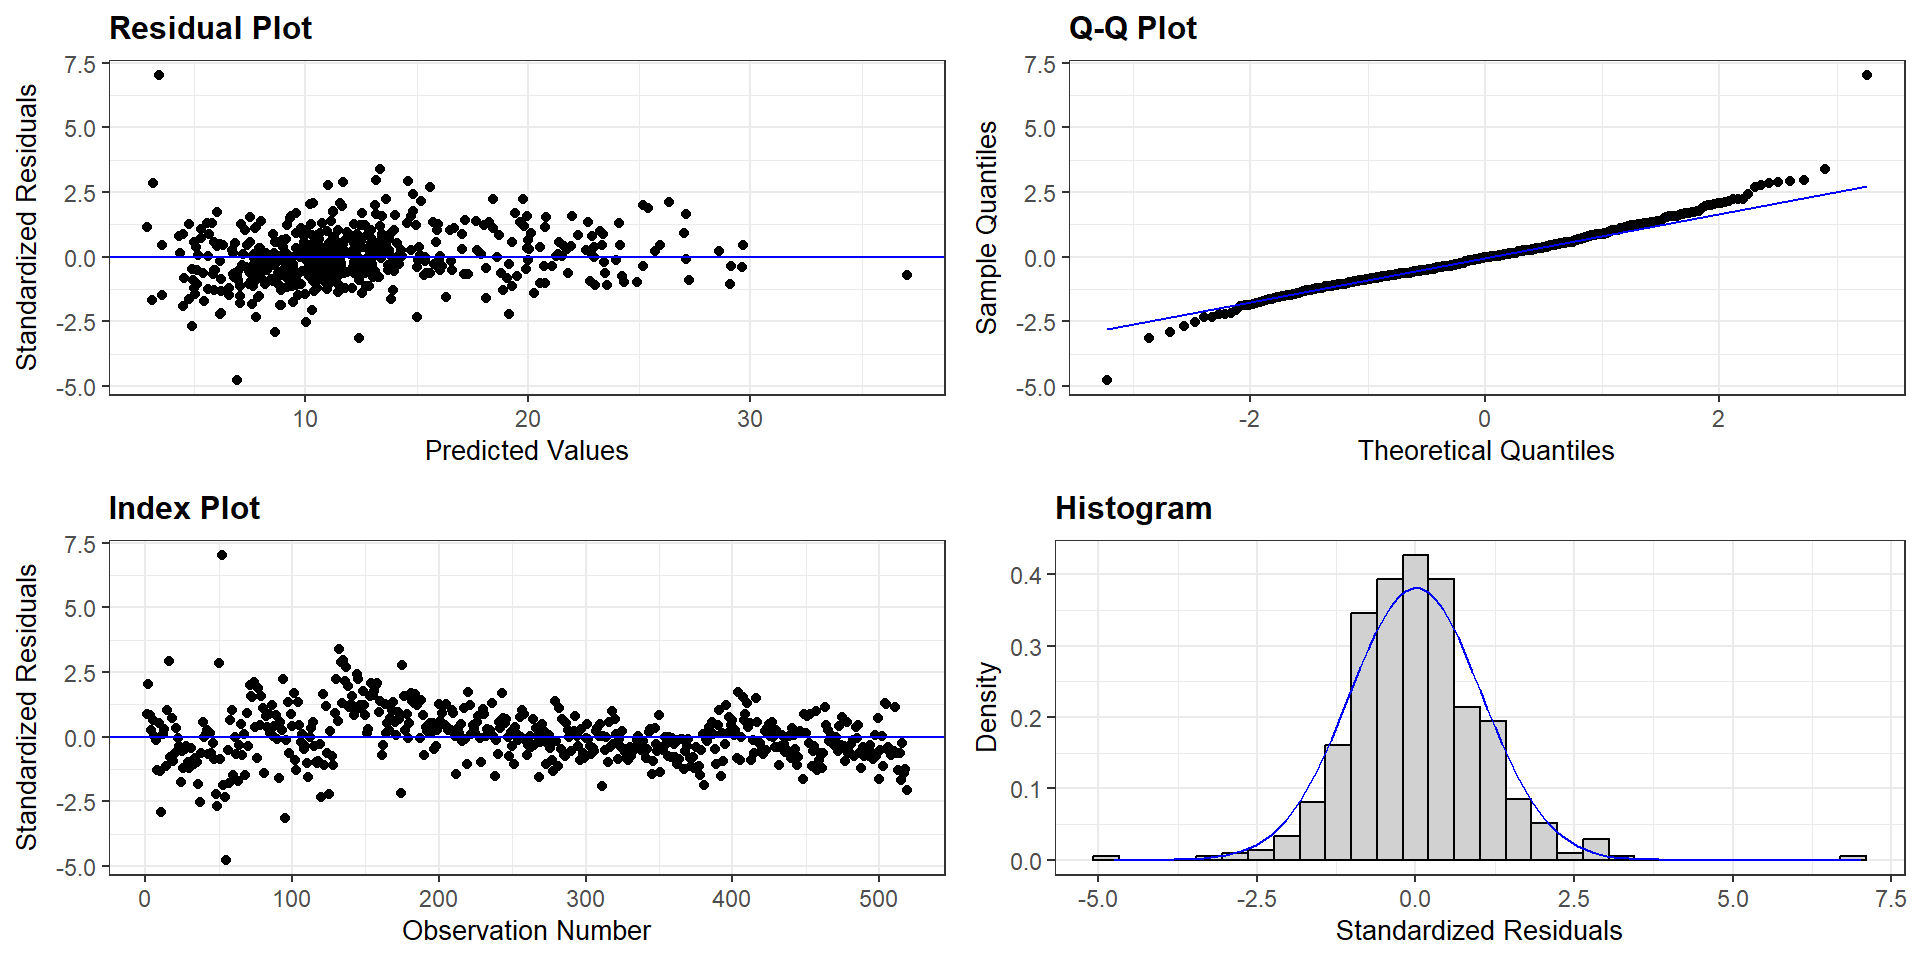 Residual Plot
7.5
5.0
2.5
0.0
-2.5
-5.0
10 20 30
Standardized Residuals
Predicted Values
Q-Q Plot
7.5
5.0
2.5
0.0
-2.5
-5.0
-2 0 2
Sample Quantiles
Theoretical Quantiles
Index Plot
7.5
5.0
2.5
0.0
-2.5
-5.0
0 100 200 300 400 500
Standardized Residuals
Observation Number
Histogram
0.4
0.3
0.2
0.1
0.0
-5.0 -2.5 0.0 2.5 5.0 7.5
Density
Standardized Residuals